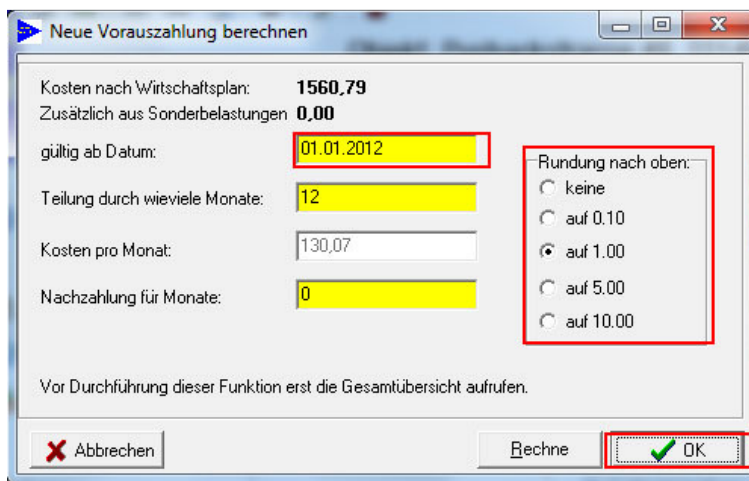 Neue Vorauszahlung berechnen
Kosten nach Wirtschaftsplan: 1560,79
Zusätzlich aus Sonderbelastungen 0,00
gültig ab Datum: 01.01.2012
Teilung durch wieviele Monate: 12
Kosten pro Monat: 130,07
Nachzahlung für Monate: 0
Rundung nach oben:
keine
auf 0.10
auf 1.00
auf 5.00
auf 10.00
Vor Durchführung dieser Funktion erst die Gesamtübersicht aufrufen.
Abbrechen
Rechne
OK